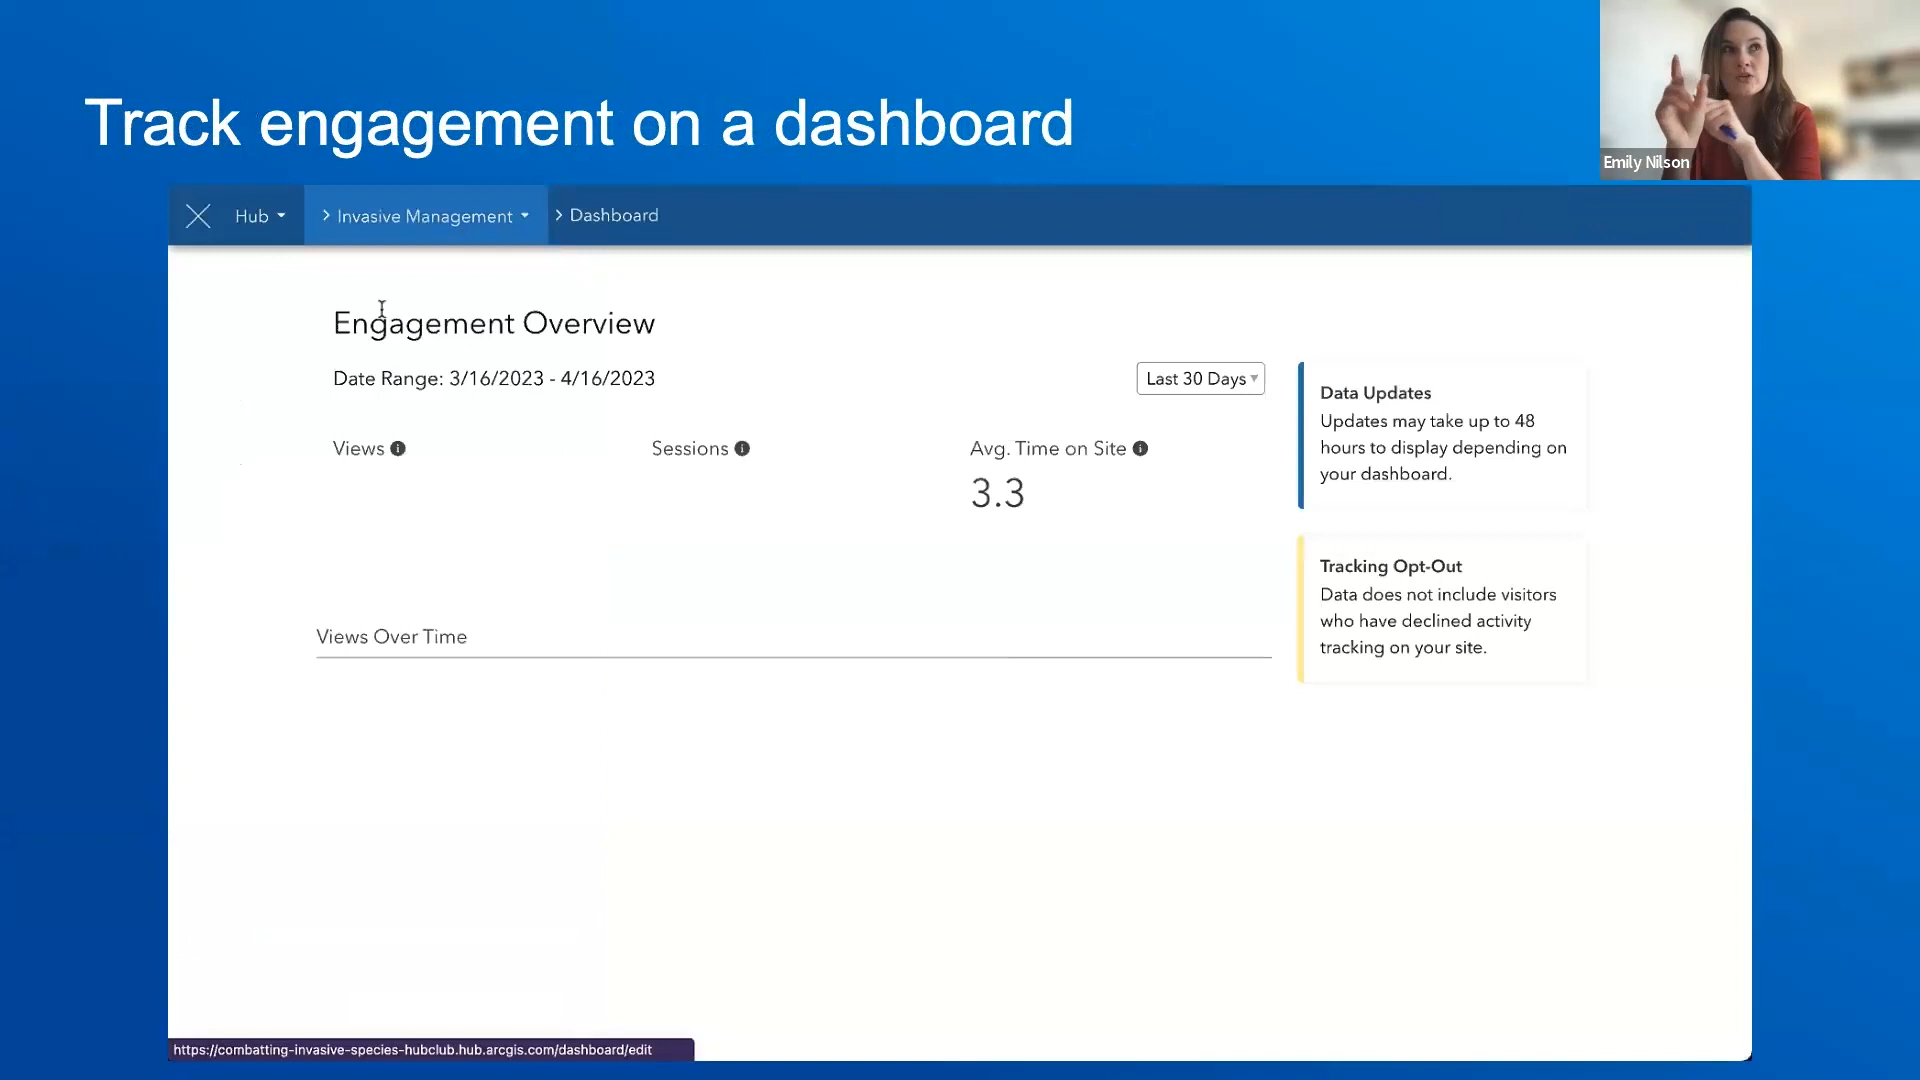 Track engagement on a dashboard
Emily Nilson
Hub
Invasive Management
Dashboard
Engagement Overview
Date Range: 3/16/2023 - 4/16/2023
Last 30 Days
Views
Sessions
Avg. Time on Site
3.3
Data Updates
Updates may take up to 48
hours to display depending on
your dashboard.
Tracking Opt-Out
Data does not include visitors
who have declined activity
tracking on your site.
Views Over Time
https://combatting-invasive-species-hubclub.hub.arcgis.com/dashboard/edit